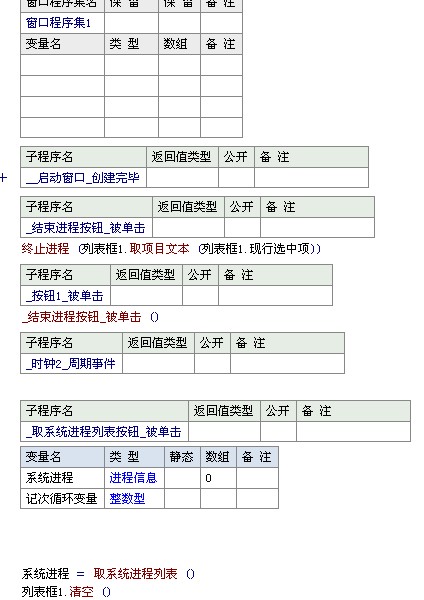 窗口程序集名 保 留 保 留 备 注
窗口程序集1
变量名 类 型 数组 备 注
子程序名 返回值类型 公开 备 注
+ __启动窗口_创建完毕
子程序名 返回值类型 公开 备 注
_结束进程按钮_被单击
终止进程 (列表框1.取项目文本 (列表框1.现行选中项))
子程序名 返回值类型 公开 备 注
_按钮1_被单击
_结束进程按钮_被单击 ()
子程序名 返回值类型 公开 备 注
_时钟2_周期事件
子程序名 返回值类型 公开 备 注
_取系统进程列表按钮_被单击
变量名 类 型 静态 数组 备 注
系统进程 进程信息 0
记次循环变量 整数型
系统进程 = 取系统进程列表 ()
列表框1.清空 ()